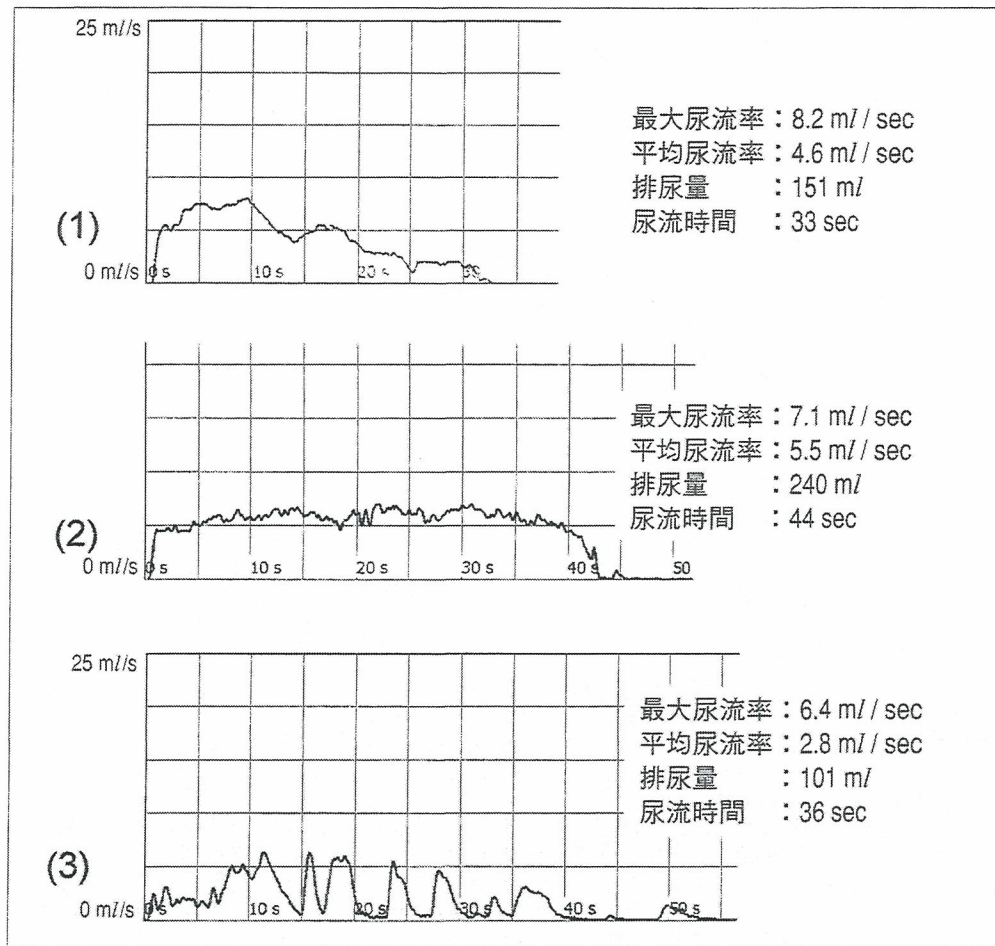 25 ml/s
最大尿流率：8.2 ml / sec
平均尿流率：4.6 ml / sec
排尿量　　：151 ml
尿流時間　：33 sec
(1)
0 ml/s 0 s 10 s 20 s 30
最大尿流率：7.1 ml / sec
平均尿流率：5.5 ml / sec
排尿量　　：240 ml
尿流時間　：44 sec
(2)
0 ml/s 0 s 10 s 20 s 30 s 40 s 50
25 ml/s
最大尿流率：6.4 ml / sec
平均尿流率：2.8 ml / sec
排尿量　　：101 ml
尿流時間　：36 sec
(3)
0 ml/s 0 s 10 s 20 s 30 s 40 s 50 s